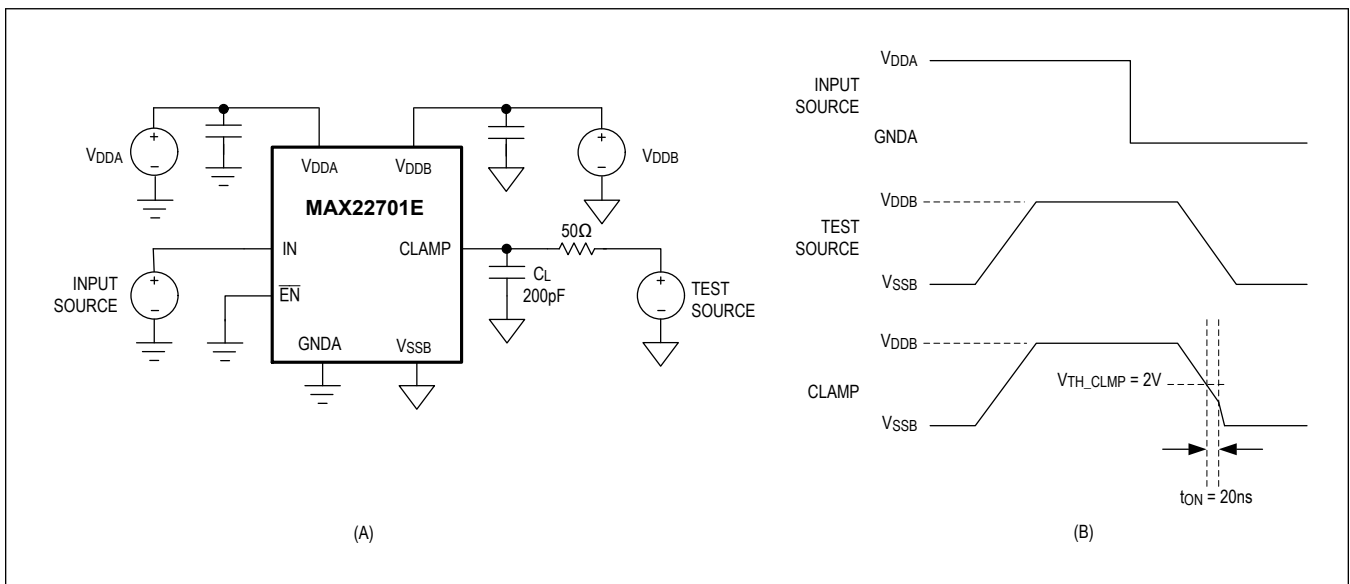 VDDA
VDDB
VDDA
VDDB
MAX22701E
IN
CLAMP
50Ω
INPUT
SOURCE
EN
CL
200pF
TEST
SOURCE
GNDA
VSSB
(A)
INPUT
SOURCE
VDDA
GNDA
TEST
SOURCE
VDDB
VSSB
CLAMP
VDDB
VTH_CLMP = 2V
VSSB
tON = 20ns
(B)